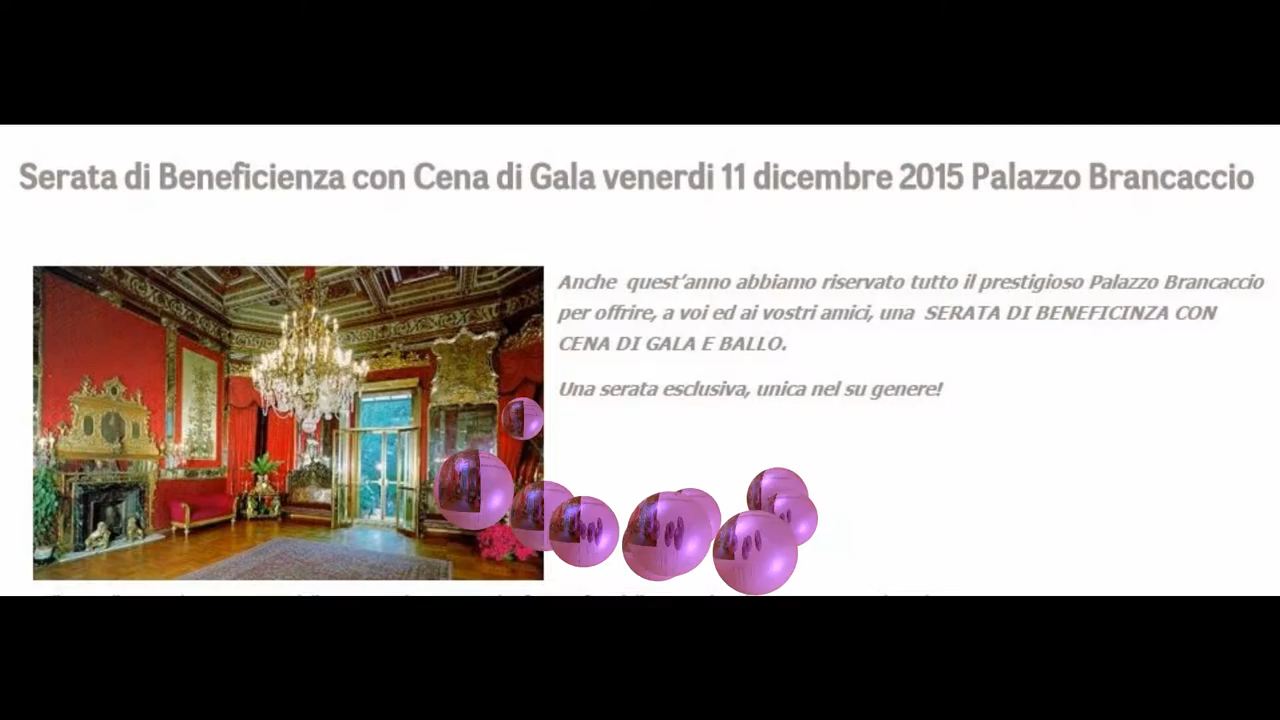 Serata di Beneficienza con Cena di Gala venerdi 11 dicembre 2015 Palazzo Brancaccio
Anche quest'anno abbiamo riservato tutto il prestigioso Palazzo Brancaccio
per offrire, a voi ed ai vostri amici, una SERATA DI BENEFICINZA CON
CENA DI GALA E BALLO.
Una serata esclusiva, unica nel su genere!